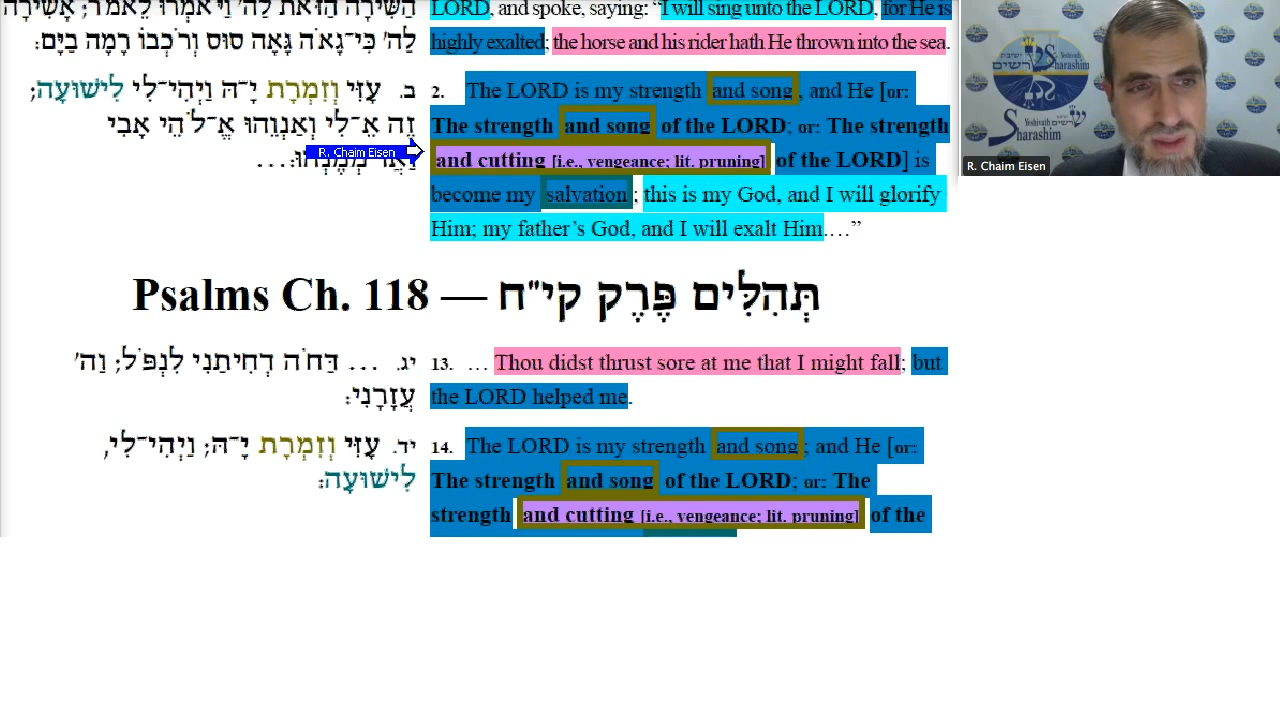 הַשִּׁירָה הַזֹּאת לַה' וַיֹּאמְרוּ לֵאמֹר; אָשִׁירָה
לַה' כִּי־גָאֹה גָּאָה סוּס וְרֹכְבוֹ רָמָה בַיָּם:
ב. עָזִּי וְזִמְרָת יָ־הּ וַיְהִי־לִי לִישׁוּעָה;
זֶה אֵ־לִי וְאַנְוֵהוּ אֱ־לֹהֵי אָבִי
LORD, and spoke, saying: “I will sing unto the LORD, for He is
highly exalted; the horse and his rider hath He thrown into the sea.
2. The LORD is my strength and song, and He [or:
The strength and song of the LORD; or: The strength
and cutting [i.e., vengeance; lit. pruning] of the LORD] is
become my salvation; this is my God, and I will glorify
Him; my father’s God, and I will exalt Him.…”
R. Chaim Eisen
Psalms Ch. 118 — תְּהִלִּים פֶּרֶק קי"ח
יג. … דַּחֹה דְחִיתַנִי לִנְפֹּל; וַה'
עֲזָרָנִי:
13. … Thou didst thrust sore at me that I might fall; but
the LORD helped me.
יד. עָזִּי וְזִמְרָת יָ־הּ; וַיְהִי־לִי,
לִישׁוּעָה:
14. The LORD is my strength and song; and He [or:
The strength and song of the LORD; or: The
strength and cutting [i.e., vengeance; lit. pruning] of the
Yeshivath
Sharashim
R. Chaim Eisen